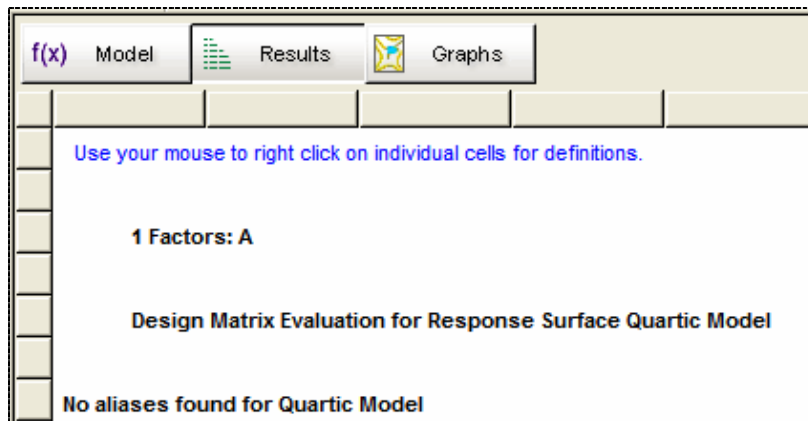 f(x) Model Results Graphs
Use your mouse to right click on individual cells for definitions.
1 Factors: A
Design Matrix Evaluation for Response Surface Quartic Model
No aliases found for Quartic Model